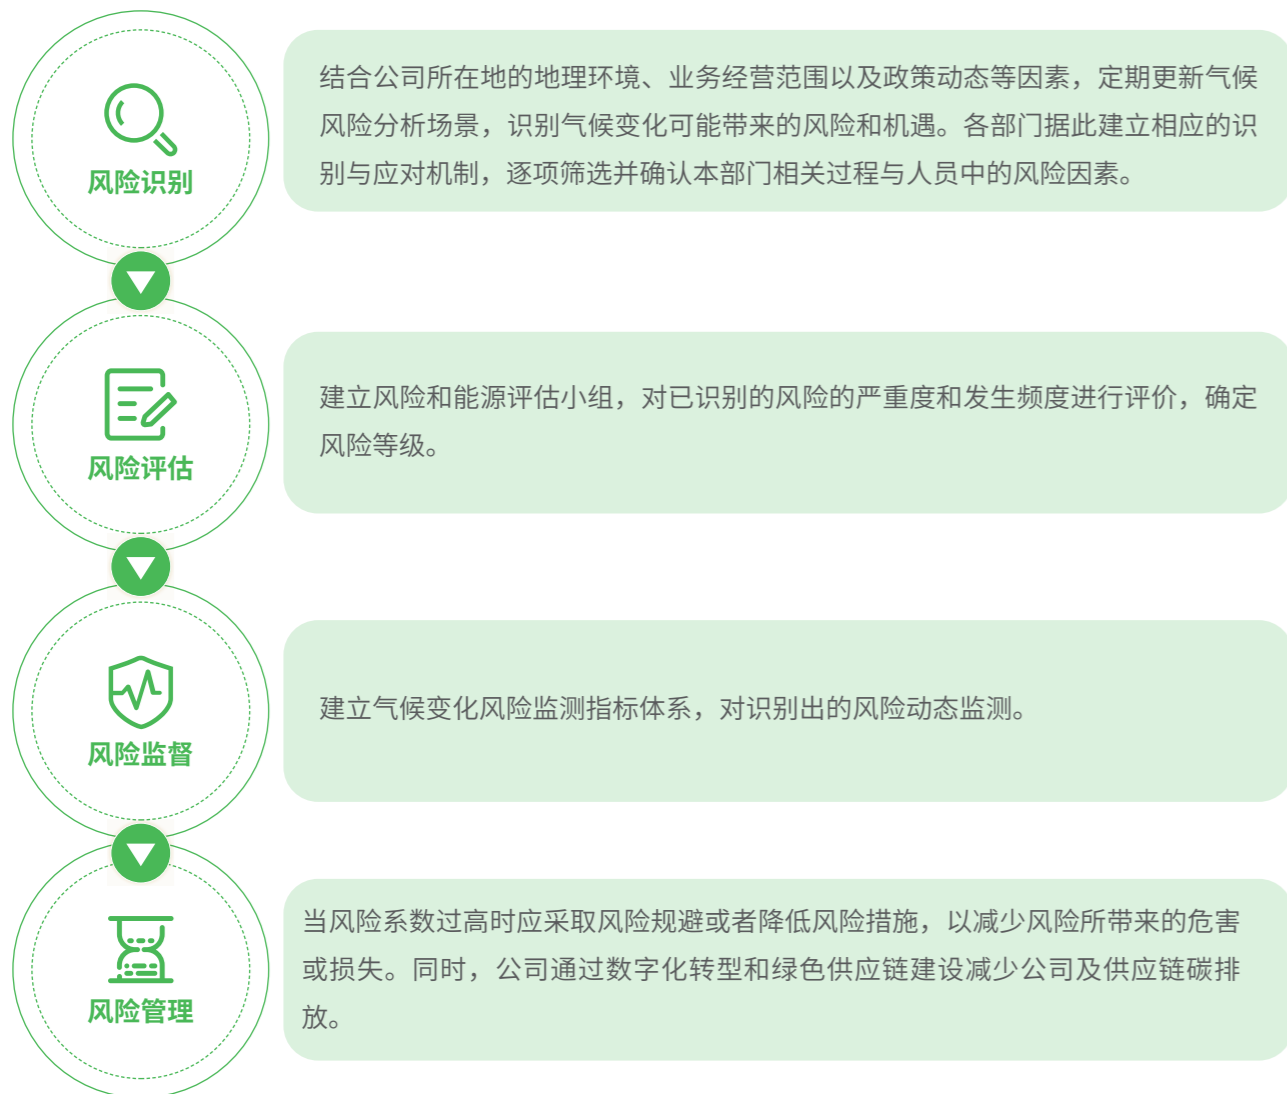 风险识别
结合公司所在地的地理环境、业务经营范围以及政策动态等因素，定期更新气候
风险分析场景，识别气候变化可能带来的风险和机遇。各部门据此建立相应的识
别与应对机制，逐项筛选并确认本部门相关过程与人员中的风险因素。
风险评估
建立风险和能源评估小组，对已识别的风险的严重度和发生频度进行评价，确定
风险等级。
风险监督
建立气候变化风险监测指标体系，对识别出的风险动态监测。
风险管理
当风险系数过高时应采取风险规避或者降低风险措施，以减少风险所带来的危害
或损失。同时，公司通过数字化转型和绿色供应链建设减少公司及供应链碳排
放。